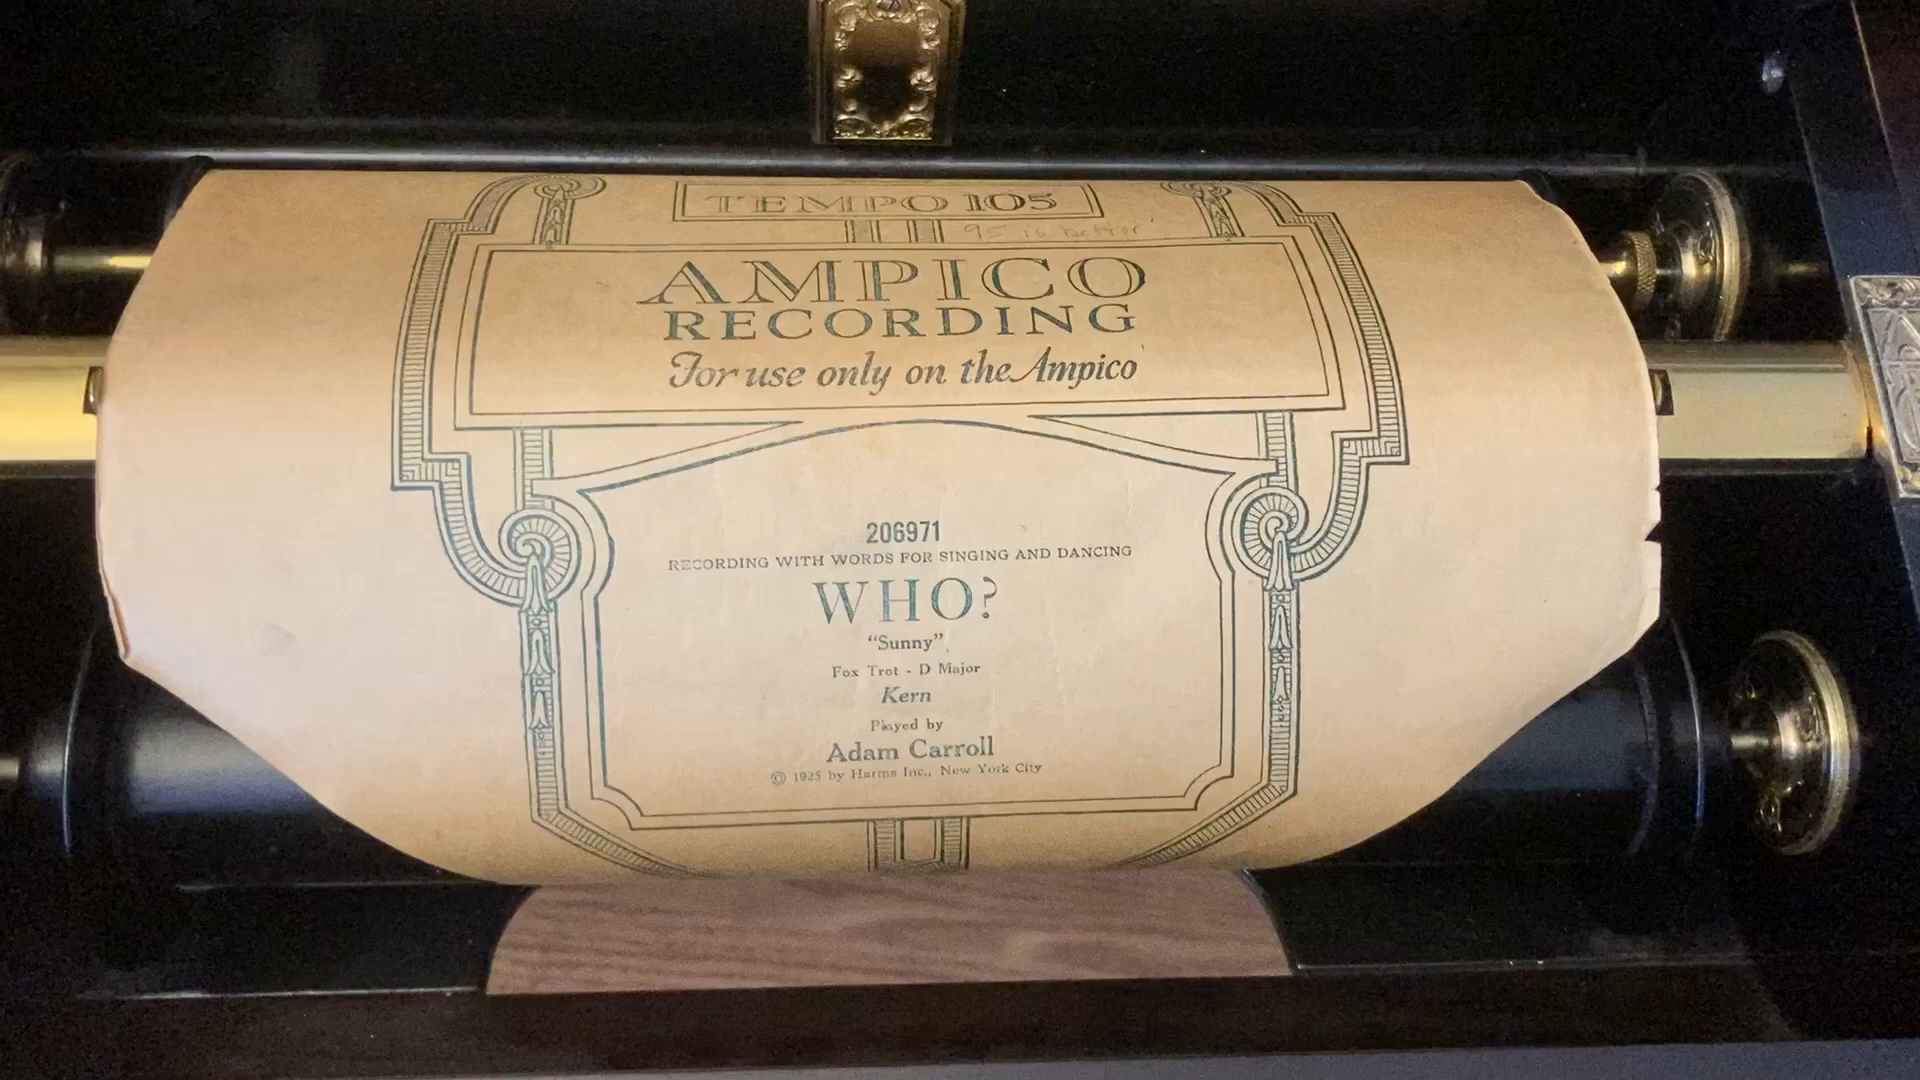 TEMPO 105
95 is better
AMPICO
RECORDING
For use only on the Ampico
206971
RECORDING WITH WORDS FOR SINGING AND DANCING
WHO?
"Sunny"
Fox Trot - D Major
Kern
Played by
Adam Carroll
© 1925 by Harms Inc., New York City